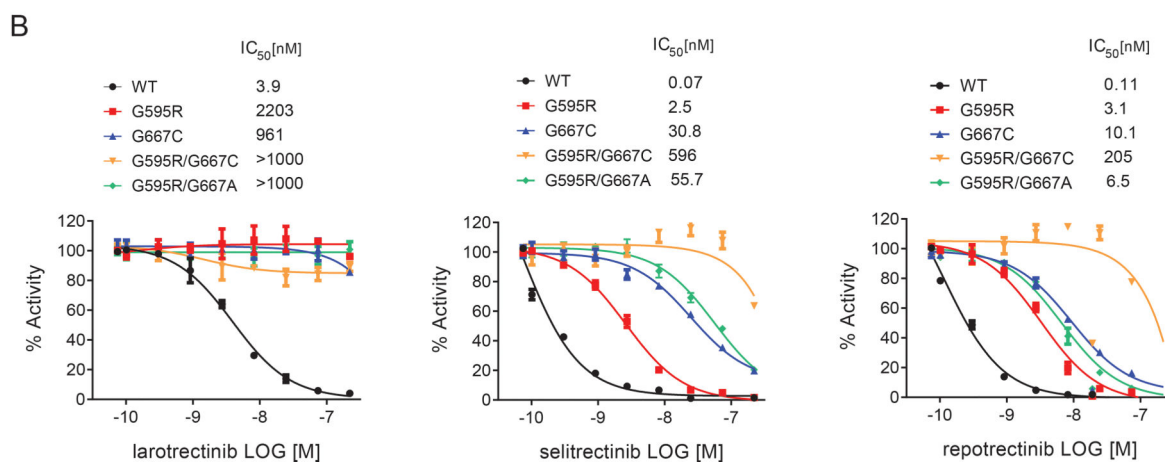 B
IC50[nM]
WT 3.9
G595R 2203
G667C 961
G595R/G667C >1000
G595R/G667A >1000
120
100
80
60
40
20
0
% Activity
-10 -9 -8 -7
larotrectinib LOG [M]
IC50[nM]
WT 0.07
G595R 2.5
G667C 30.8
G595R/G667C 596
G595R/G667A 55.7
120
100
80
60
40
20
0
% Activity
-10 -9 -8 -7
selitrectinib LOG [M]
IC50[nM]
WT 0.11
G595R 3.1
G667C 10.1
G595R/G667C 205
G595R/G667A 6.5
120
100
80
60
40
20
0
% Activity
-10 -9 -8 -7
repotrectinib LOG [M]